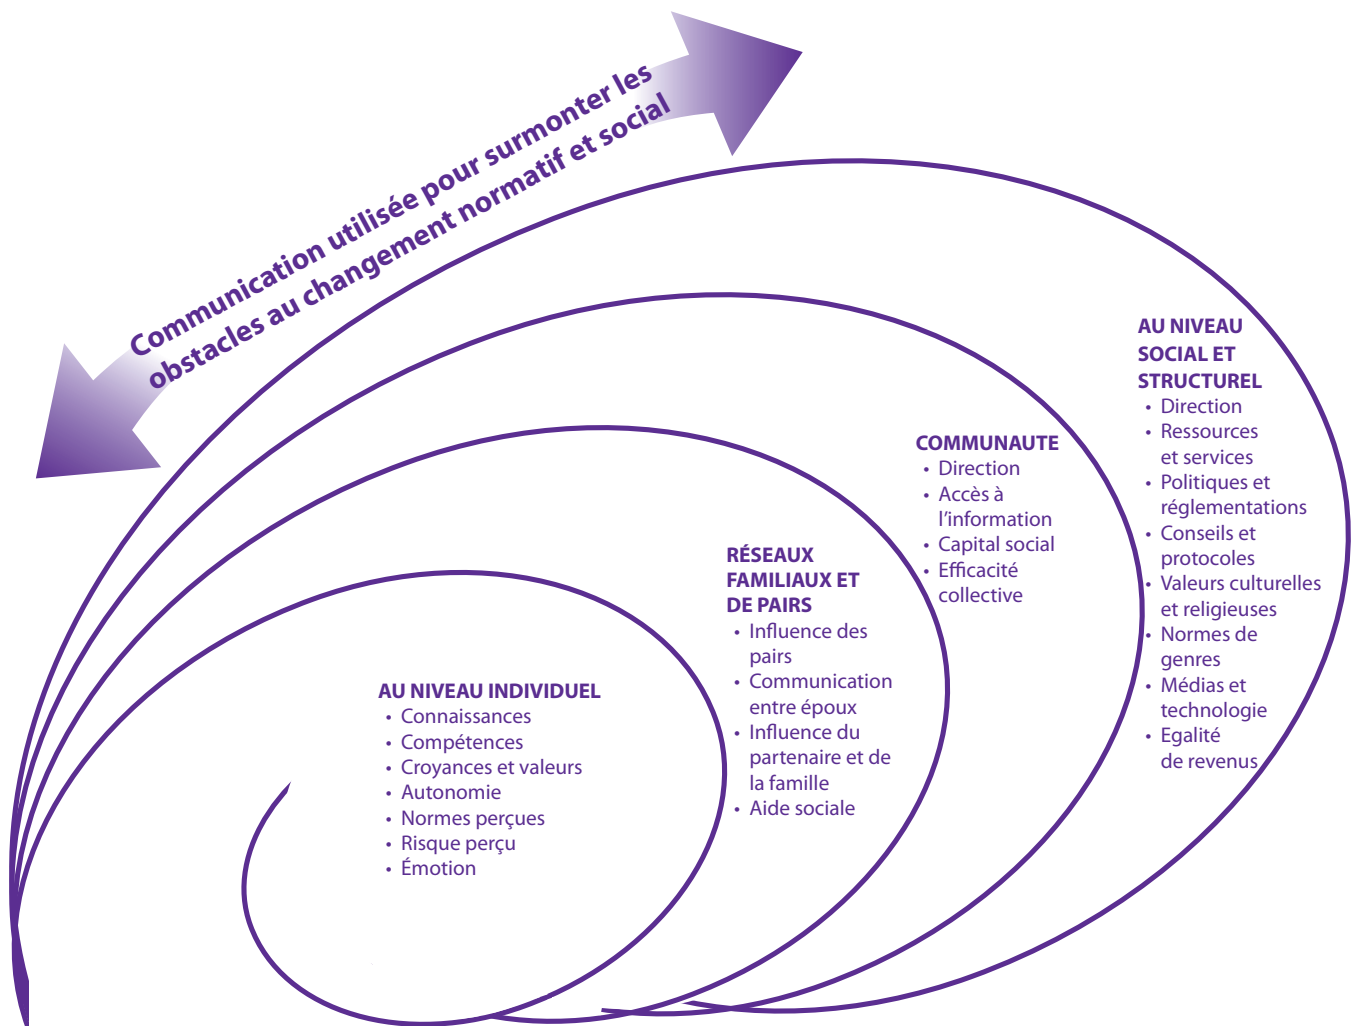 Communication utilisée pour surmonter les
obstacles au changement normatif et social
AU NIVEAU INDIVIDUEL
• Connaissances
• Compétences
• Croyances et valeurs
• Autonomie
• Normes perçues
• Risque perçu
• Émotion
RÉSEAUX
FAMILIAUX ET
DE PAIRS
• Influence des
pairs
• Communication
entre époux
• Influence du
partenaire et de
la famille
• Aide sociale
COMMUNAUTE
• Direction
• Accès à
l'information
• Capital social
• Efficacité
collective
AU NIVEAU
SOCIAL ET
STRUCTUREL
• Direction
• Ressources
et services
• Politiques et
réglementations
• Conseils et
protocoles
• Valeurs culturelles
et religieuses
• Normes de
genres
• Médias et
technologie
• Egalité
de revenus